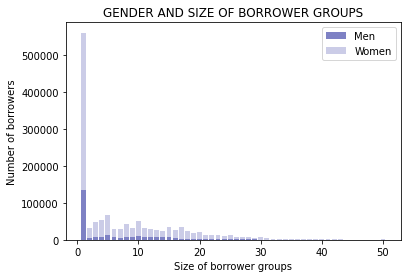 GENDER AND SIZE OF BORROWER GROUPS
Men
Women
Number of borrowers
500000
400000
300000
200000
100000
0
0 10 20 30 40 50
Size of borrower groups